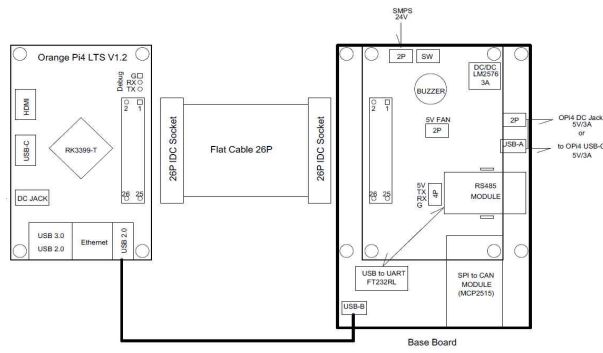 SMPS
24V
Orange Pi4 LTS V1.2
Debug
G
RX
TX
2 1
HDMI
USB-C
RK3399-T
DC JACK
26 25
USB 3.0
USB 2.0
Ethernet
USB 2.0
26P IDC Socket
Flat Cable 26P
26P IDC Socket
2P
SW
DC/DC
LM2576
3A
BUZZER
2 1
5V FAN
2P
2P
OPi4 DC Jack
5V/3A
or
USB-A
to OPi4 USB-C
5V/3A
5V
TX
RX
G
4P
RS485
MODULE
26 25
USB to UART
FT232RL
SPI to CAN
MODULE
(MCP2515)
USB-B
Base Board